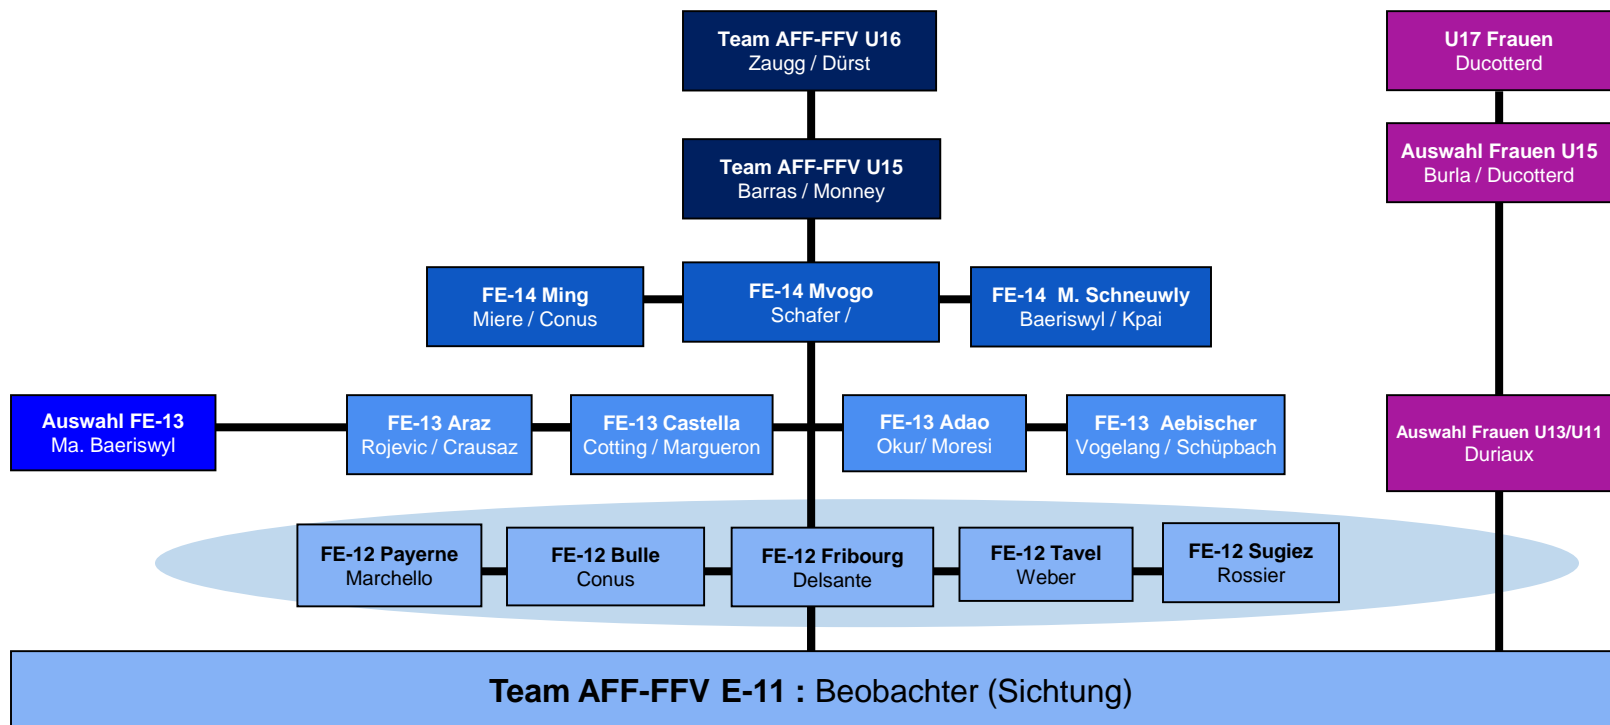 Team AFF-FFV U16
Zaugg / Dürst
U17 Frauen
Ducotterd
Team AFF-FFV U15
Barras / Monney
Auswahl Frauen U15
Burla / Ducotterd
FE-14 Ming
Miere / Conus
FE-14 Mvogo
Schafer /
FE-14  M. Schneuwly
Baeriswyl / Kpai
Auswahl FE-13
Ma. Baeriswyl
FE-13 Araz
Rojevic / Crausaz
FE-13 Castella
Cotting / Margueron
FE-13 Adao
Okur/ Moresi
FE-13  Aebischer
Vogelang / Schüpbach
Auswahl Frauen U13/U11
Duriaux
FE-12 Payerne
Marchello
FE-12 Bulle
Conus
FE-12 Fribourg
Delsante
FE-12 Tavel
Weber
FE-12 Sugiez
Rossier
Team AFF-FFV E-11 : Beobachter (Sichtung)